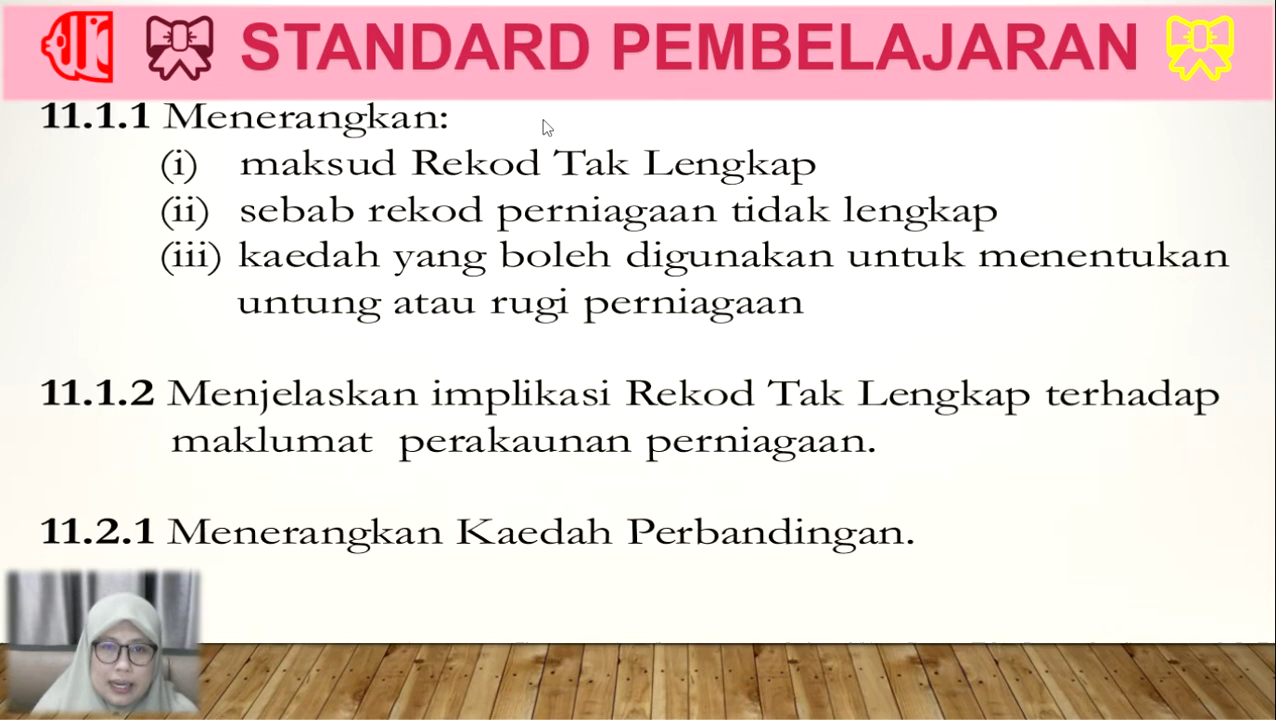 STANDARD PEMBELAJARAN
11.1.1 Menerangkan:
(i) maksud Rekod Tak Lengkap
(ii) sebab rekod perniagaan tidak lengkap
(iii) kaedah yang boleh digunakan untuk menentukan
untung atau rugi perniagaan
11.1.2 Menjelaskan implikasi Rekod Tak Lengkap terhadap
maklumat perakaunan perniagaan.
11.2.1 Menerangkan Kaedah Perbandingan.